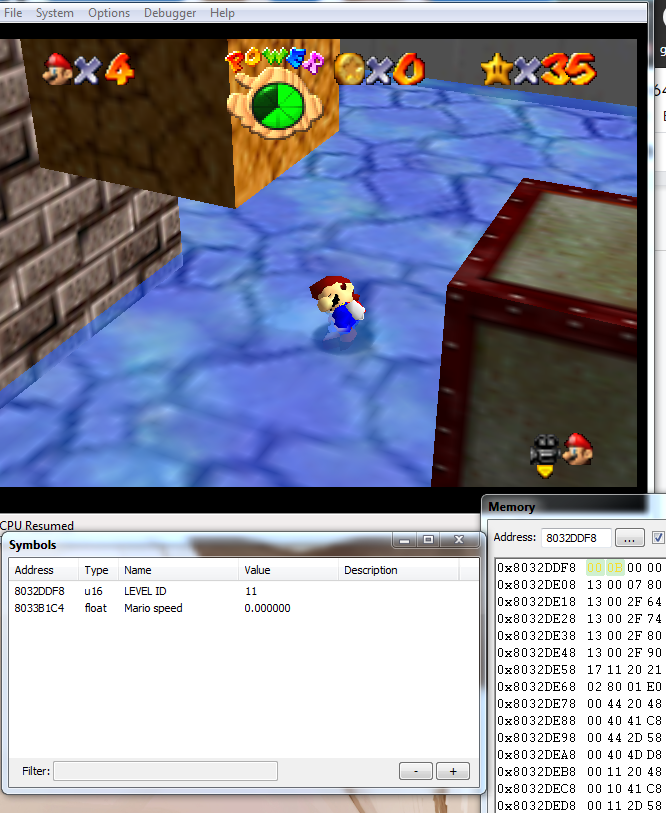 File System Options Debugger Help
4 POWER 0 35
CPU Resumed
Symbols
Address Type Name Value Description
8032DDF8 u16 LEVEL ID 11
8033B1C4 float Mario speed 0.000000
Filter: - +
Memory
Address: 8032DDF8 ...
0x8032DDF8 00 0B 00 00
0x8032DE08 13 00 07 80
0x8032DE18 13 00 2F 64
0x8032DE28 13 00 2F 74
0x8032DE38 13 00 2F 80
0x8032DE48 13 00 2F 90
0x8032DE58 17 11 20 21
0x8032DE68 02 80 01 E0
0x8032DE78 00 44 20 48
0x8032DE88 00 40 41 C8
0x8032DE98 00 44 2D 58
0x8032DEA8 00 40 4D D8
0x8032DEB8 00 11 20 48
0x8032DEC8 00 10 41 C8
0x8032DED8 00 11 2D 58